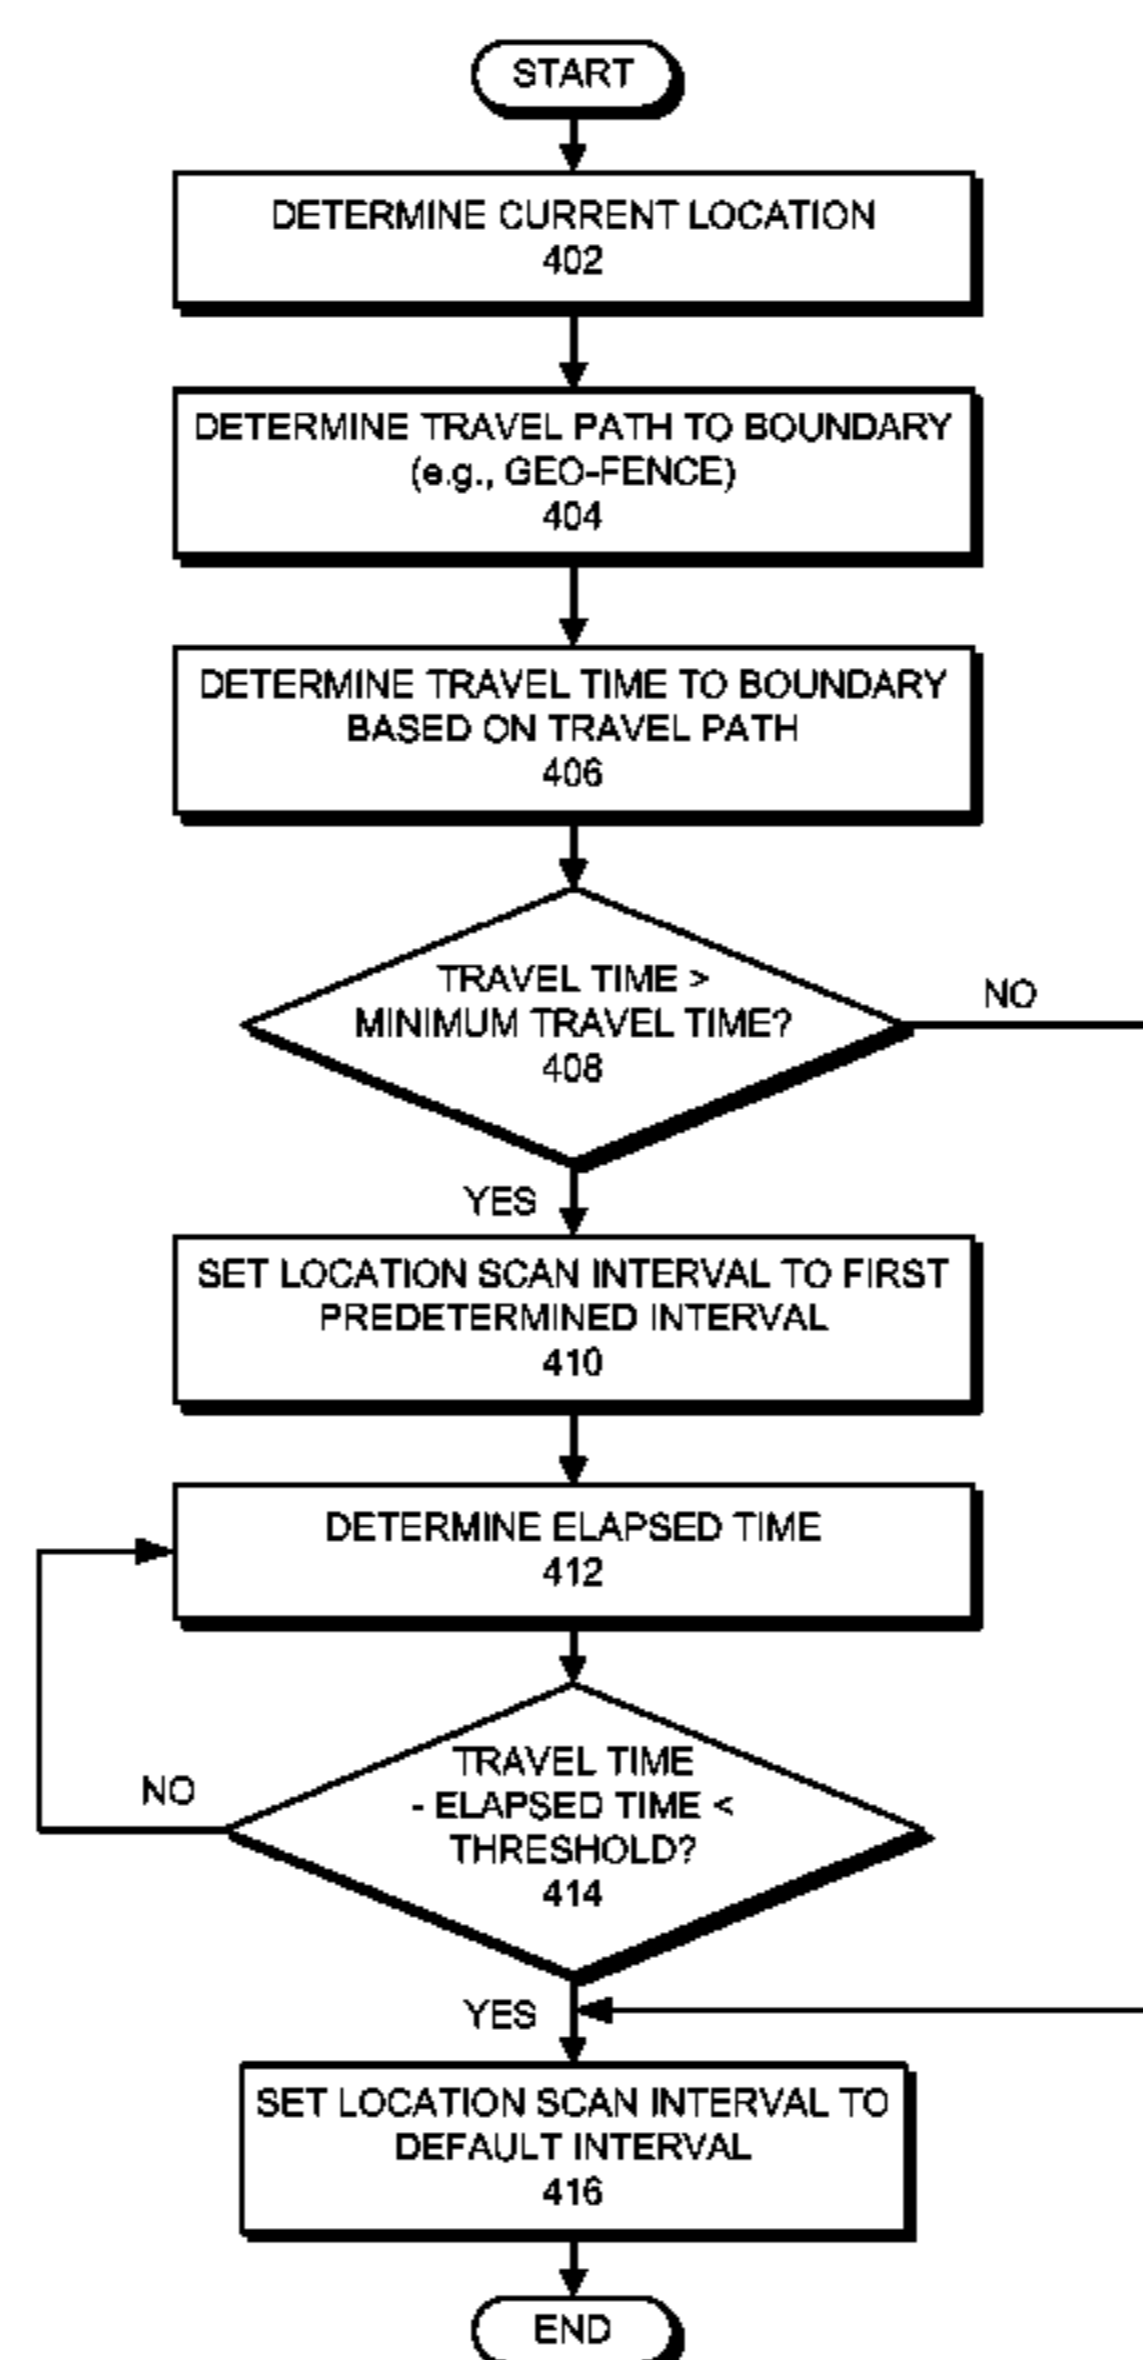 START
DETERMINE CURRENT LOCATION
402
DETERMINE TRAVEL PATH TO BOUNDARY
(e.g., GEO-FENCE)
404
DETERMINE TRAVEL TIME TO BOUNDARY
BASED ON TRAVEL PATH
406
TRAVEL TIME >
MINIMUM TRAVEL TIME?
408
NO
YES
SET LOCATION SCAN INTERVAL TO FIRST
PREDETERMINED INTERVAL
410
DETERMINE ELAPSED TIME
412
TRAVEL TIME
- ELAPSED TIME <
THRESHOLD?
414
NO
YES
SET LOCATION SCAN INTERVAL TO
DEFAULT INTERVAL
416
END